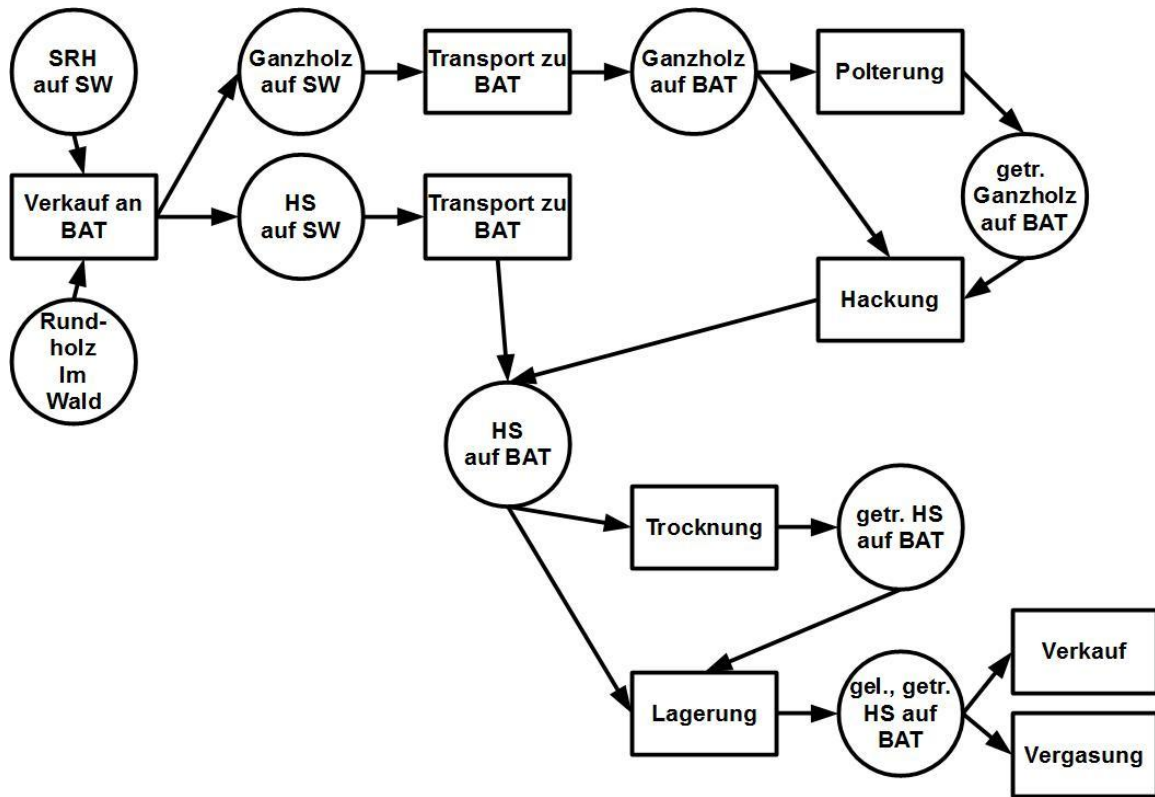 SRH
auf SW
Ganzholz
auf SW
Transport zu
BAT
Ganzholz
auf BAT
Polterung
Verkauf an
BAT
HS
auf SW
Transport zu
BAT
getr.
Ganzholz
auf BAT
Hackung
Rund-
holz
Im
Wald
HS
auf BAT
Trocknung
getr. HS
auf BAT
Lagerung
gel., getr.
HS auf
BAT
Verkauf
Vergasung